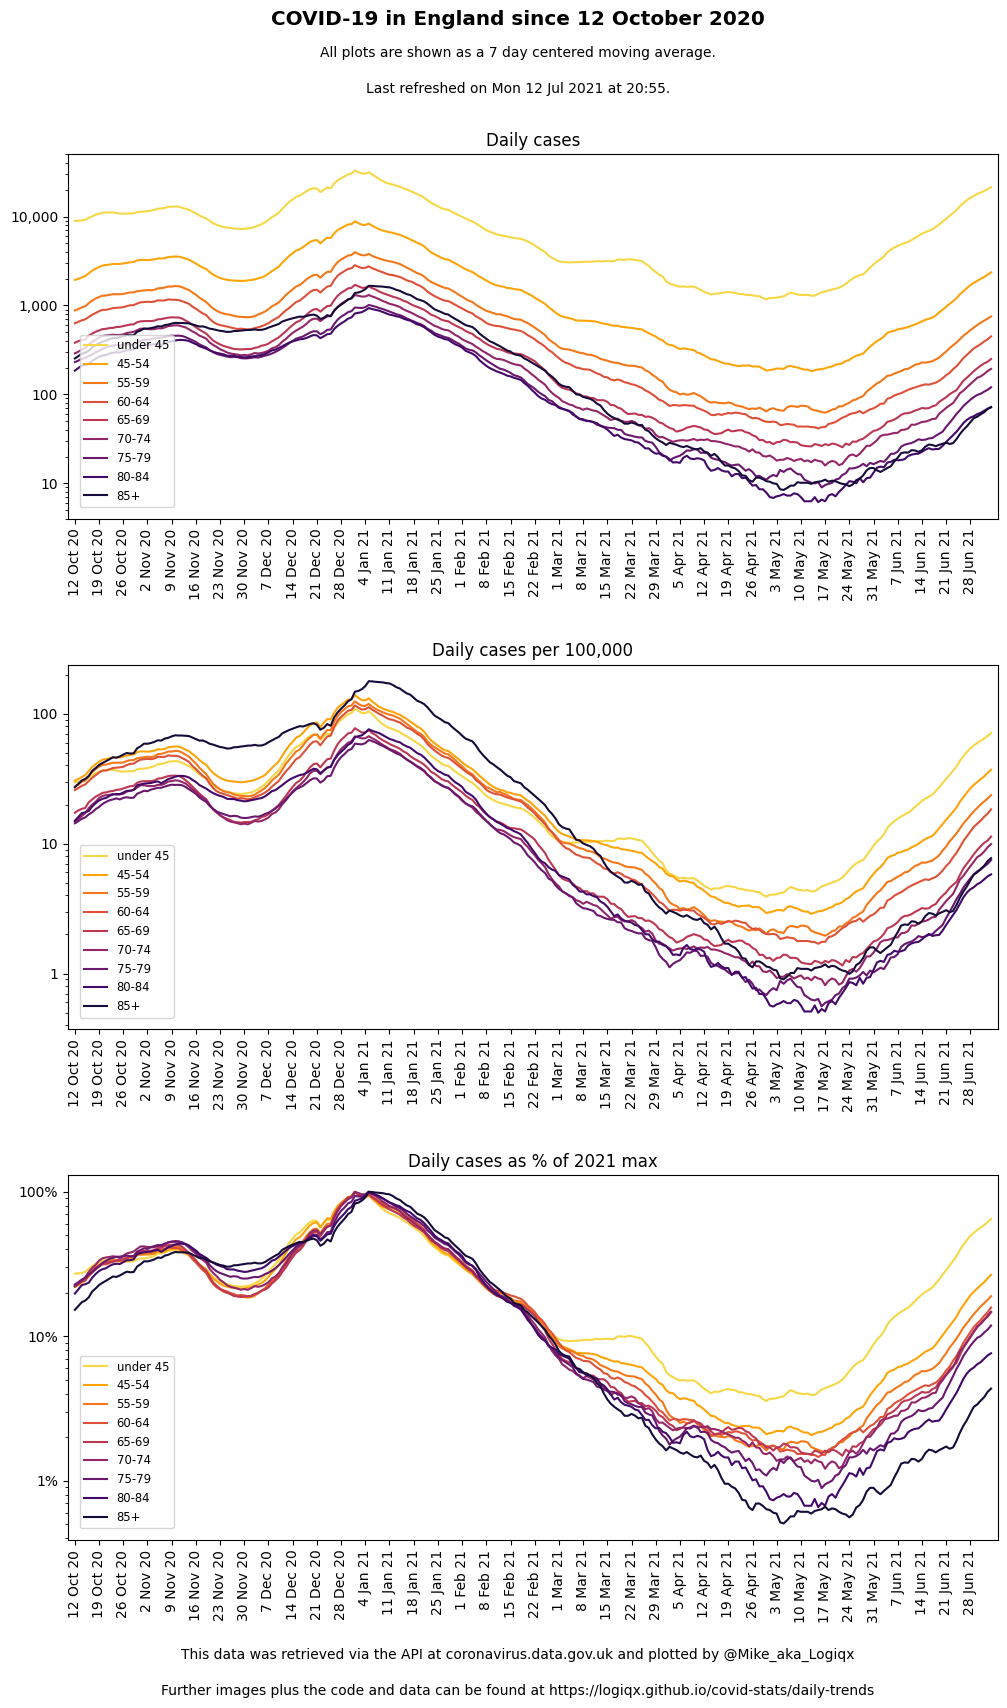 COVID-19 in England since 12 October 2020
All plots are shown as a 7 day centered moving average.
Last refreshed on Mon 12 Jul 2021 at 20:55.
Daily cases
10,000
1,000
100
10
under 45
45-54
55-59
60-64
65-69
70-74
75-79
80-84
85+
12 Oct 20
19 Oct 20
26 Oct 20
2 Nov 20
9 Nov 20
16 Nov 20
23 Nov 20
30 Nov 20
7 Dec 20
14 Dec 20
21 Dec 20
28 Dec 20
4 Jan 21
11 Jan 21
18 Jan 21
25 Jan 21
1 Feb 21
8 Feb 21
15 Feb 21
22 Feb 21
1 Mar 21
8 Mar 21
15 Mar 21
22 Mar 21
29 Mar 21
5 Apr 21
12 Apr 21
19 Apr 21
26 Apr 21
3 May 21
10 May 21
17 May 21
24 May 21
31 May 21
7 Jun 21
14 Jun 21
21 Jun 21
28 Jun 21
Daily cases per 100,000
100
10
1
under 45
45-54
55-59
60-64
65-69
70-74
75-79
80-84
85+
12 Oct 20
19 Oct 20
26 Oct 20
2 Nov 20
9 Nov 20
16 Nov 20
23 Nov 20
30 Nov 20
7 Dec 20
14 Dec 20
21 Dec 20
28 Dec 20
4 Jan 21
11 Jan 21
18 Jan 21
25 Jan 21
1 Feb 21
8 Feb 21
15 Feb 21
22 Feb 21
1 Mar 21
8 Mar 21
15 Mar 21
22 Mar 21
29 Mar 21
5 Apr 21
12 Apr 21
19 Apr 21
26 Apr 21
3 May 21
10 May 21
17 May 21
24 May 21
31 May 21
7 Jun 21
14 Jun 21
21 Jun 21
28 Jun 21
Daily cases as % of 2021 max
100%
10%
1%
under 45
45-54
55-59
60-64
65-69
70-74
75-79
80-84
85+
12 Oct 20
19 Oct 20
26 Oct 20
2 Nov 20
9 Nov 20
16 Nov 20
23 Nov 20
30 Nov 20
7 Dec 20
14 Dec 20
21 Dec 20
28 Dec 20
4 Jan 21
11 Jan 21
18 Jan 21
25 Jan 21
1 Feb 21
8 Feb 21
15 Feb 21
22 Feb 21
1 Mar 21
8 Mar 21
15 Mar 21
22 Mar 21
29 Mar 21
5 Apr 21
12 Apr 21
19 Apr 21
26 Apr 21
3 May 21
10 May 21
17 May 21
24 May 21
31 May 21
7 Jun 21
14 Jun 21
21 Jun 21
28 Jun 21
This data was retrieved via the API at coronavirus.data.gov.uk and plotted by @Mike_aka_Logiqx
Further images plus the code and data can be found at https://logiqx.github.io/covid-stats/daily-trends